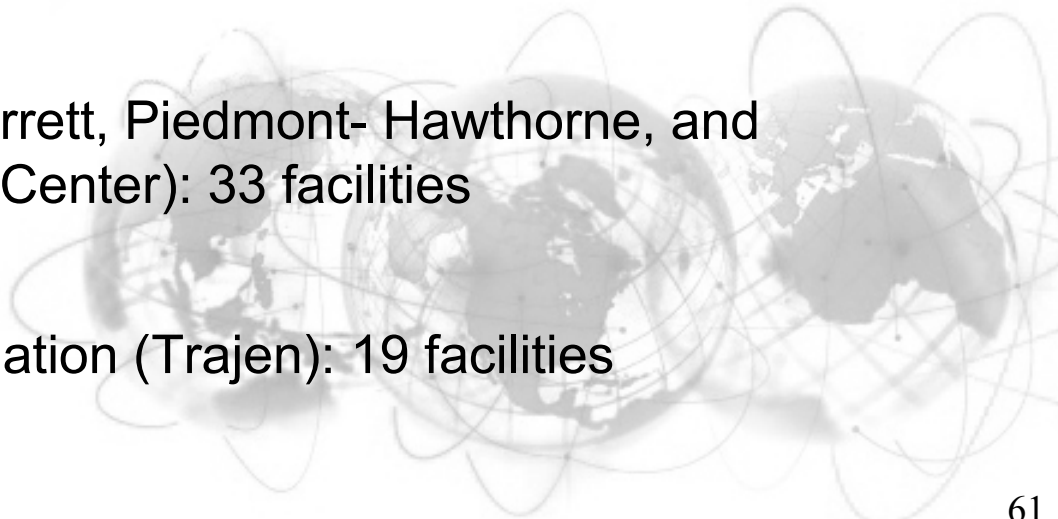 rrett, Piedmont- Hawthorne, and
Center): 33 facilities
ation (Trajen): 19 facilities
61